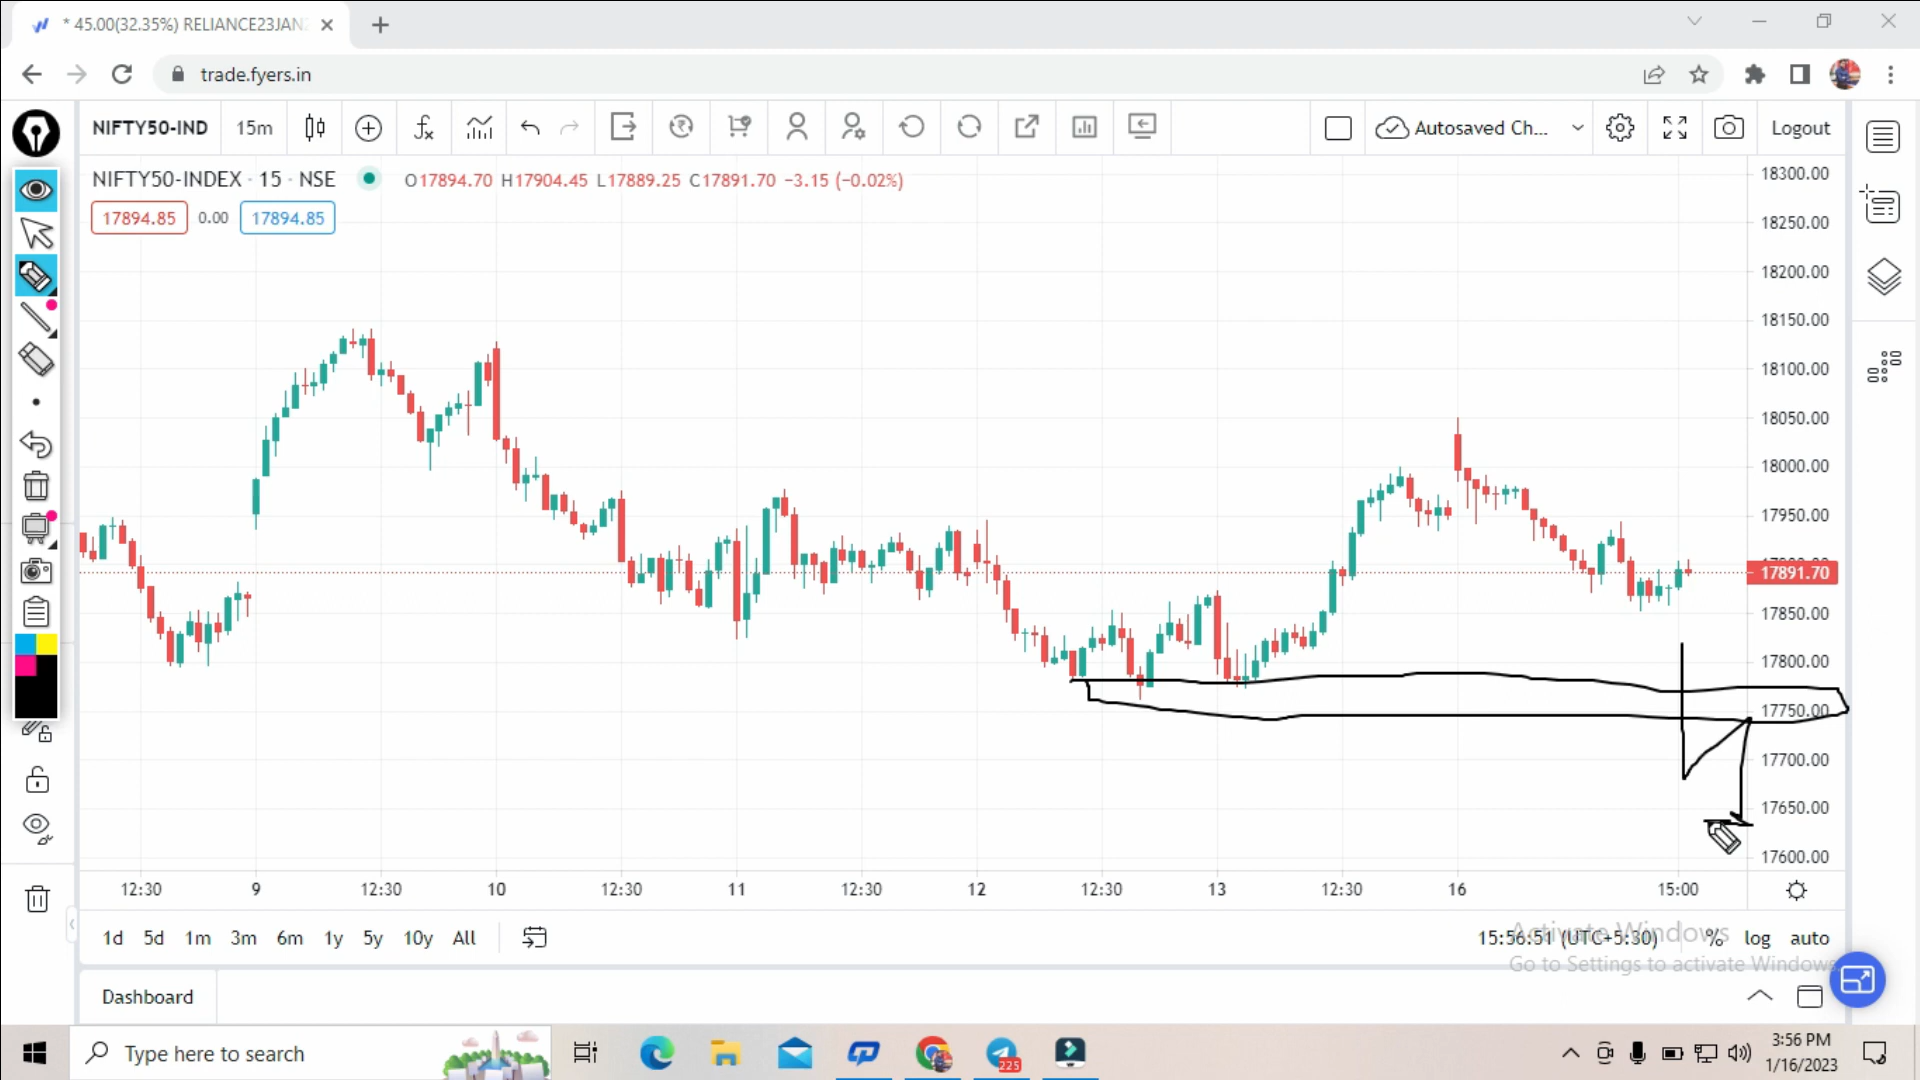 * 45.00(32.35%) RELIANCE23JAN
trade.fyers.in
NIFTY50-IND
15m
Autosaved Ch...
Logout
NIFTY50-INDEX · 15 · NSE
O17894.70 H17904.45 L17889.25 C17891.70 −3.15 (−0.02%)
17894.85 0.00 17894.85
18300.00
18250.00
18200.00
18150.00
18100.00
18050.00
18000.00
17950.00
17891.70
17850.00
17800.00
17750.00
17700.00
17650.00
17600.00
12:30 9 12:30 10 12:30 11 12:30 12 12:30 13 12:30 16 15:00
1d 5d 1m 3m 6m 1y 5y 10y All
15:56:51 (UTC+5:30) % log auto
Activate Windows
Go to Settings to activate Windows
Dashboard
Type here to search
225
3:56 PM
1/16/2023